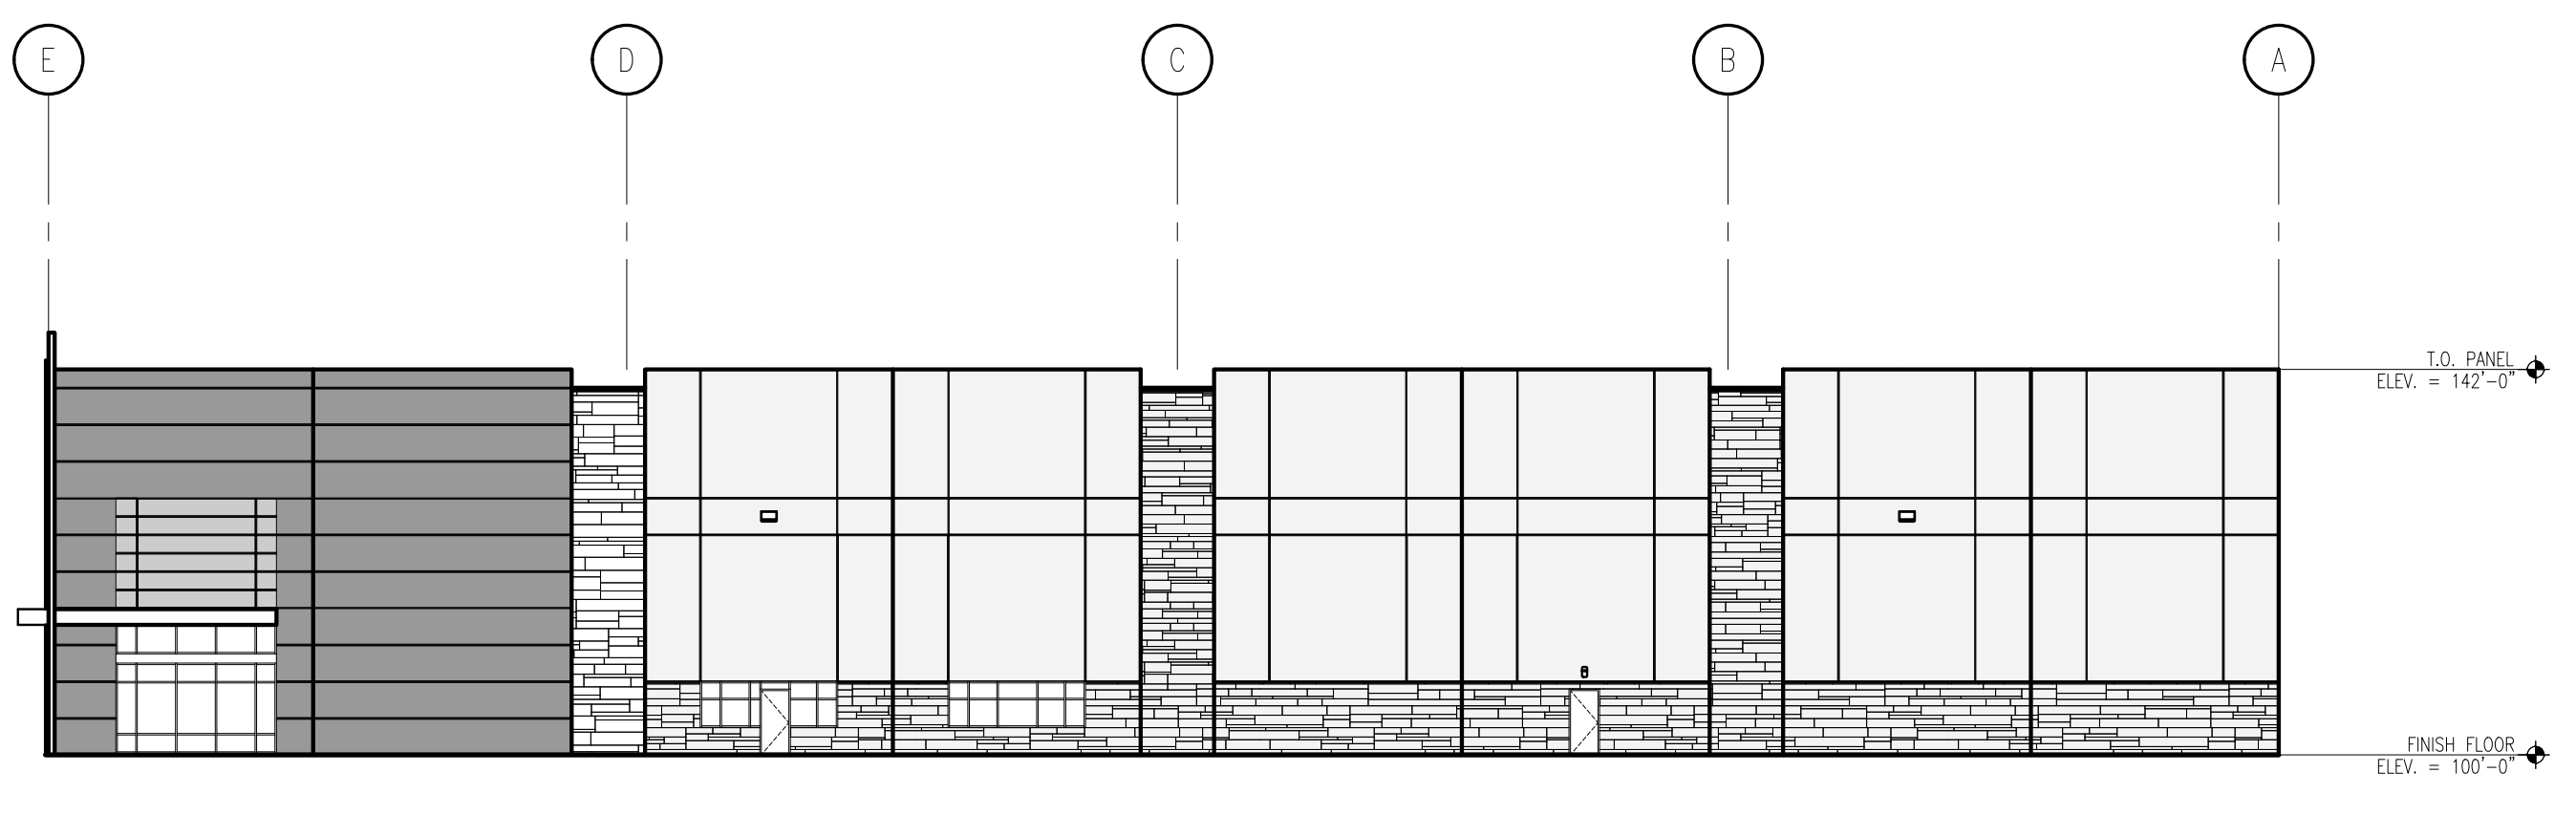 E
D
C
B
A
T.O. PANEL
ELEV. = 142'-0"
FINISH FLOOR
ELEV. = 100'-0"